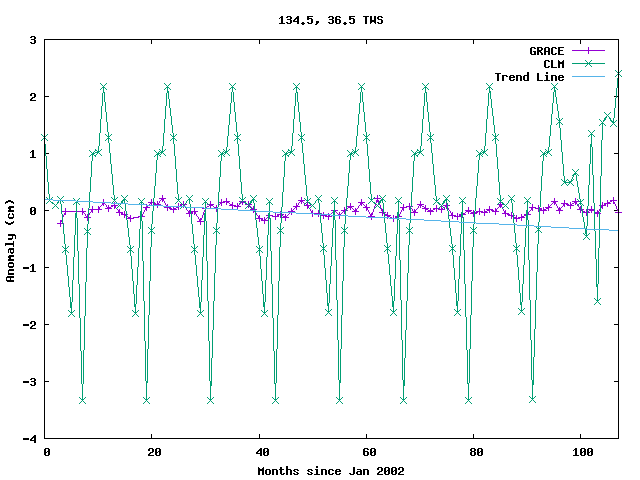 134.5, 36.5 TWS
GRACE
CLM
Trend Line
3
2
1
0
-1
-2
-3
-4
Anomaly (cm)
0 20 40 60 80 100
Months since Jan 2002